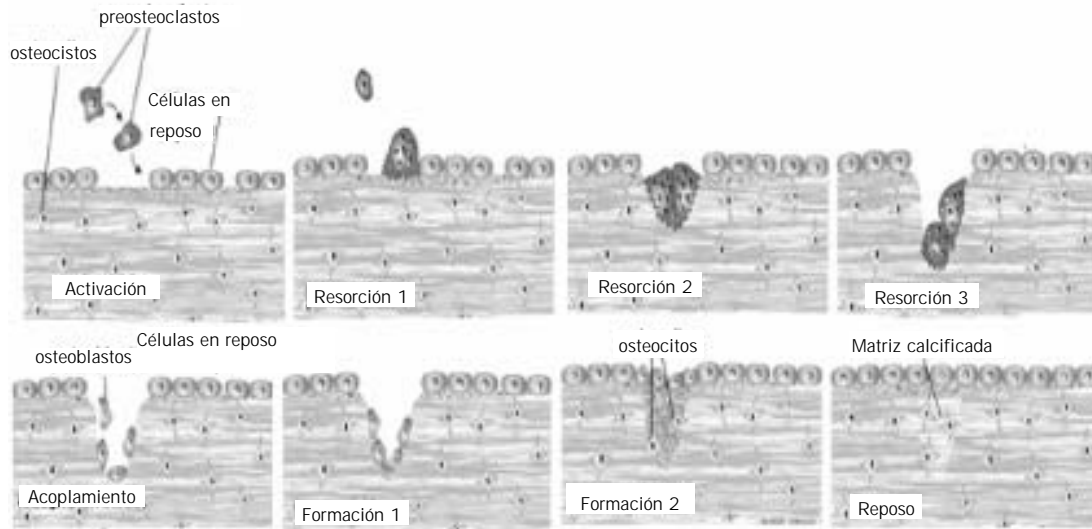 preosteoclastos
osteocistos
Células en
reposo
Activación
Resorción 1
Resorción 2
Resorción 3
Células en reposo
osteoblastos
osteocitos
Matriz calcificada
Acoplamiento
Formación 1
Formación 2
Reposo